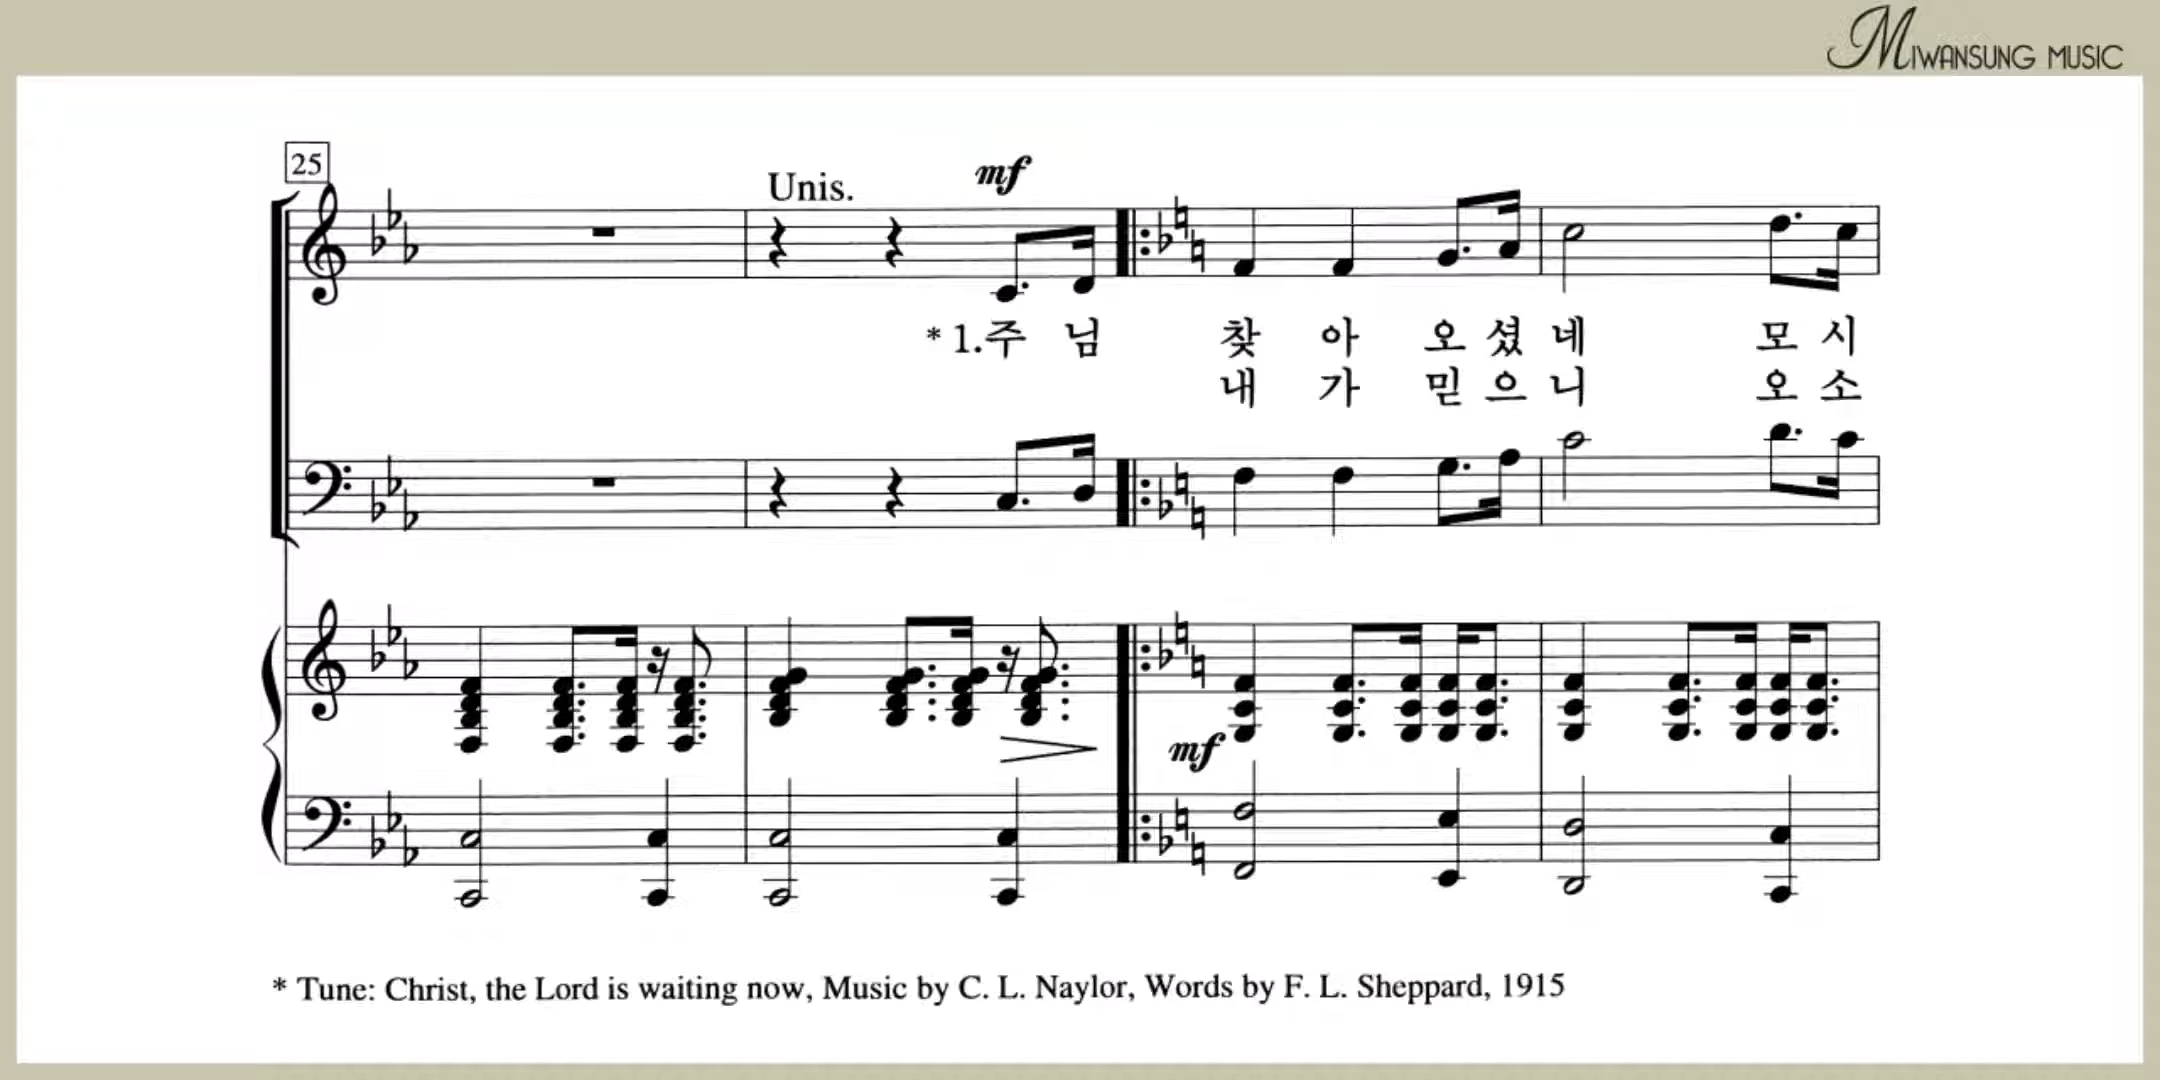 MIWANSUNG MUSIC
25
Unis.
mf
* 1.주 님 찾 아 오 셨 네 모 시
내 가 믿 으 니 오 소
mf
* Tune: Christ, the Lord is waiting now, Music by C. L. Naylor, Words by F. L. Sheppard, 1915